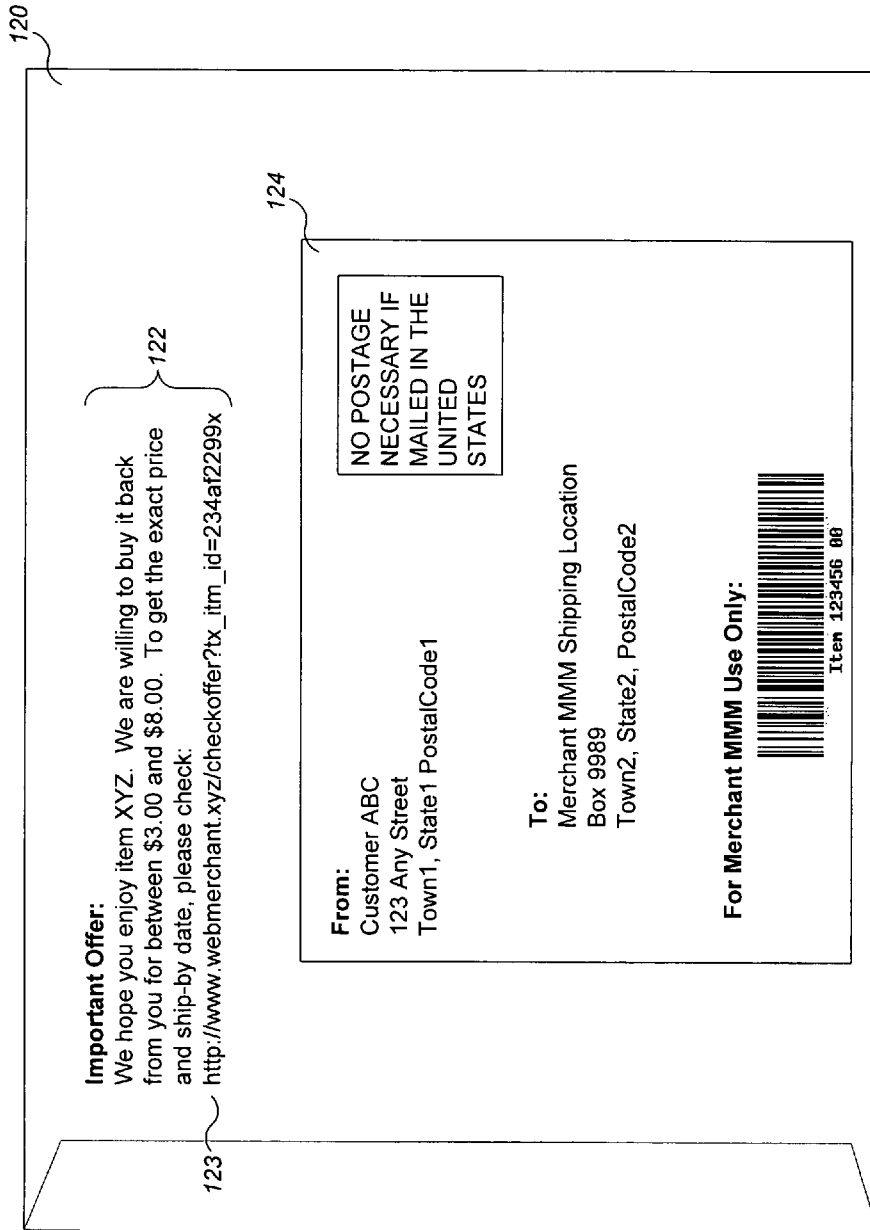 120
Important Offer:
We hope you enjoy item XYZ.  We are willing to buy it back
from you for between $3.00 and $8.00.  To get the exact price
and ship-by date, please check:
http://www.webmerchant.xyz/checkoffer?tx_itm_id=234af2299x
122
123
124
From:
Customer ABC
123 Any Street
Town1, State1 PostalCode1
NO POSTAGE
NECESSARY IF
MAILED IN THE
UNITED
STATES
To:
Merchant MMM Shipping Location
Box 9989
Town2, State2, PostalCode2
For Merchant MMM Use Only:
Item 123456 00